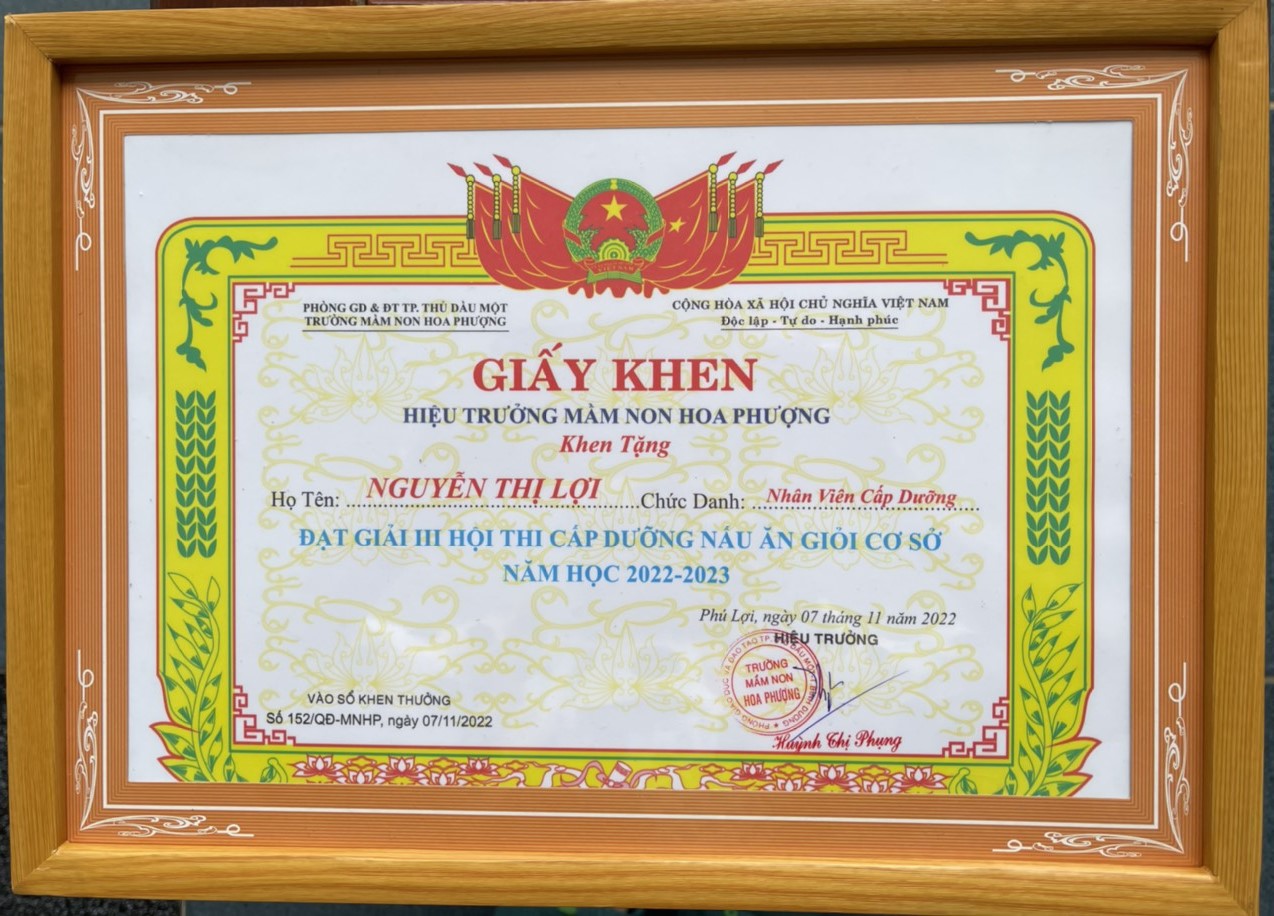 VIỆT NAM
PHÒNG GD & ĐT TP. THỦ DẦU MỘT
TRƯỜNG MẦM NON HOA PHƯỢNG
CỘNG HÒA XÃ HỘI CHỦ NGHĨA VIỆT NAM
Độc lập - Tự do - Hạnh phúc
GIẤY KHEN
HIỆU TRƯỞNG MẦM NON HOA PHƯỢNG
Khen Tặng
Họ Tên: NGUYỄN THỊ LỢI Chức Danh: Nhân Viên Cấp Dưỡng
ĐẠT GIẢI III HỘI THI CẤP DƯỠNG NẤU ĂN GIỎI CƠ SỞ
NĂM HỌC 2022-2023
Phú Lợi, ngày 07 tháng 11 năm 2022
HIỆU TRƯỞNG
TRƯỜNG
MẦM NON
HOA PHƯỢNG
Huỳnh Thị Phụng
VÀO SỔ KHEN THƯỞNG
Số 152/QĐ-MNHP, ngày 07/11/2022